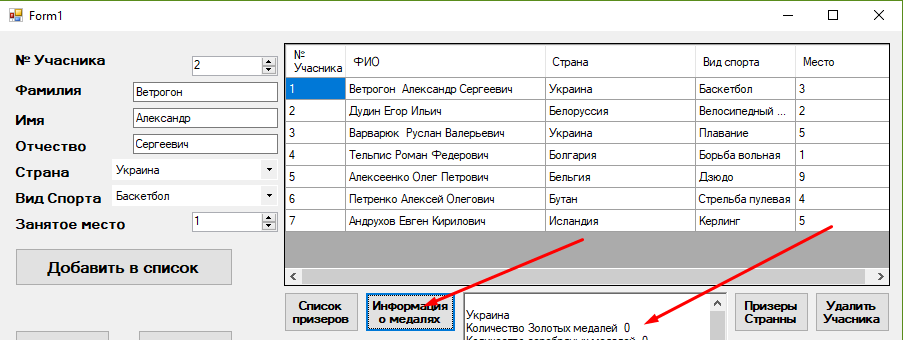 Form1
№ Учасника 2
Фамилия Ветрогон
Имя Александр
Отчество Сергеевич
Страна Украина
Вид Спорта Баскетбол
Занятое место 1
Добавить в список
№ Учасника ФИО Страна Вид спорта Место
1 Ветрогон Александр Сергеевич Украина Баскетбол 3
2 Дудин Егор Ильич Белоруссия Велосипедный ... 2
3 Варварюк Руслан Валерьевич Украина Плавание 5
4 Тельпис Роман Федерович Болгария Борьба вольная 1
5 Алексеенко Олег Петрович Бельгия Дзюдо 9
6 Петренко Алексей Олегович Бутан Стрельба пулевая 4
7 Андрухов Евген Кирилович Исландия Керлинг 5
Список призеров
Информация о медалях
Украина
Количество Золотых медалей 0
Количество серебряных медалей 0
Призеры Странны
Удалить Учасника